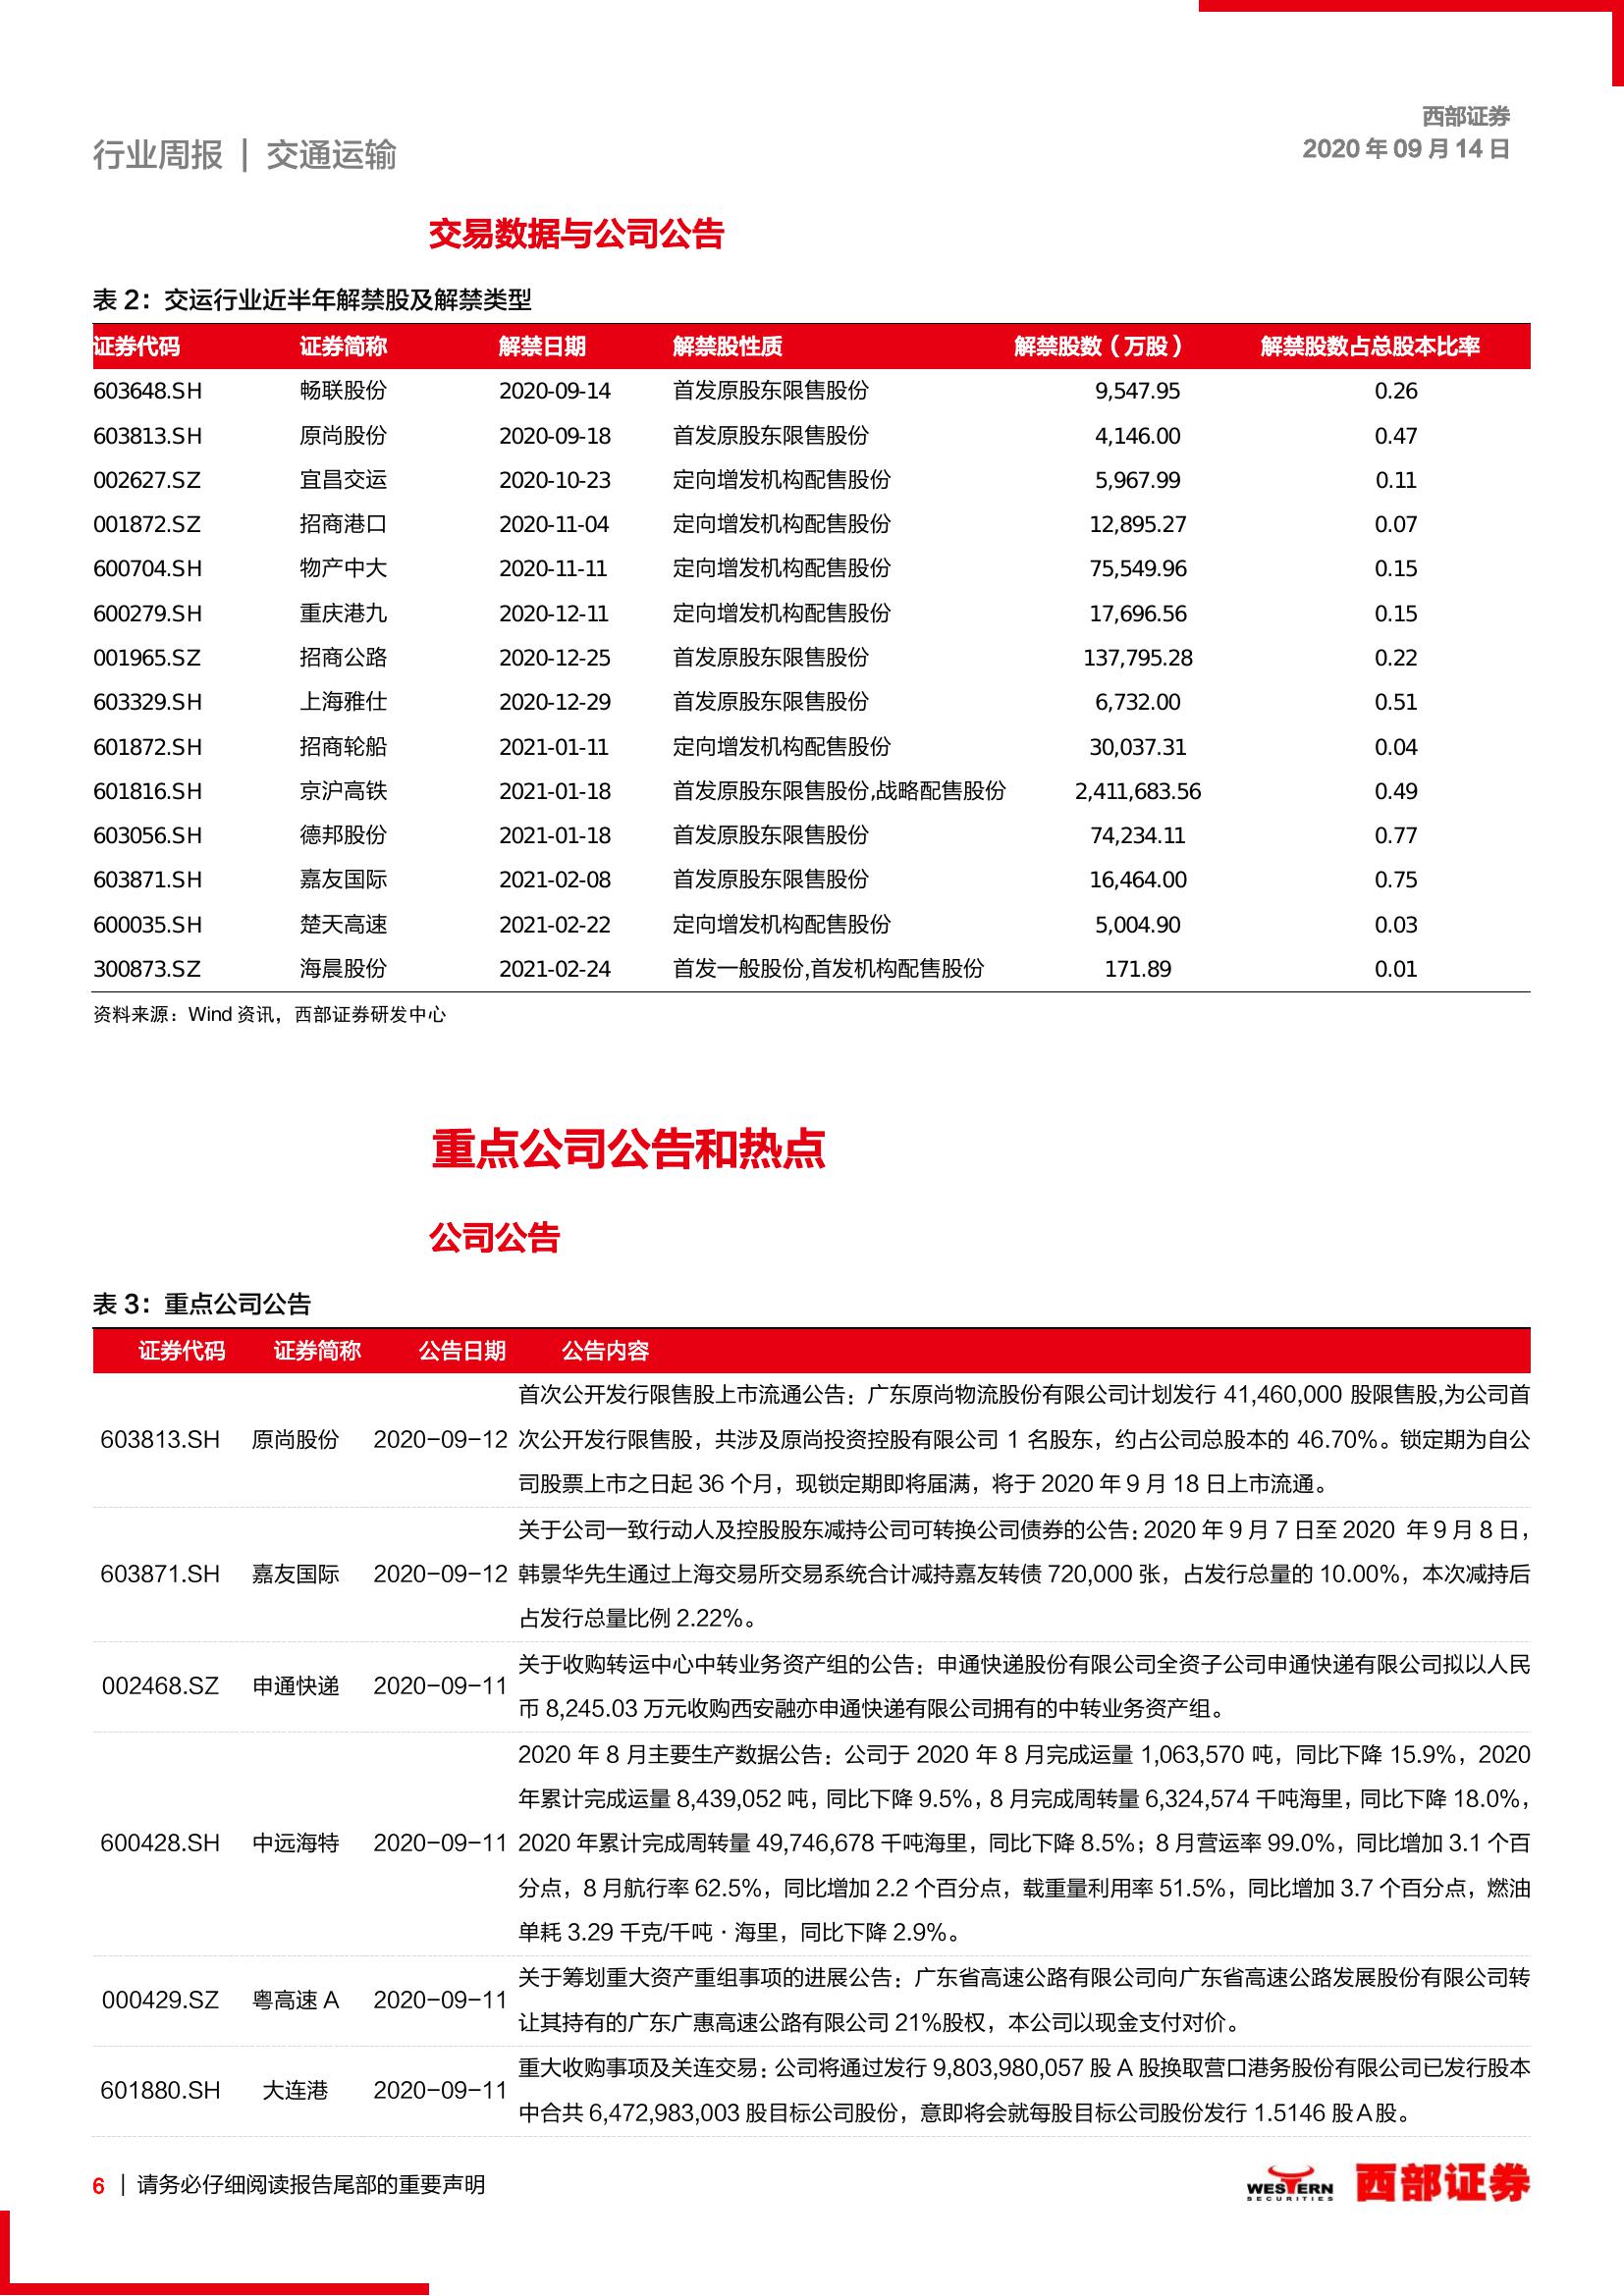 西部证券
行业周报 | 交通运输
2020 年 09 月 14 日
交易数据与公司公告
表 2：交运行业近半年解禁股及解禁类型
证券代码 证券简称 解禁日期 解禁股性质 解禁股数（万股） 解禁股数占总股本比率
603648.SH 畅联股份 2020-09-14 首发原股东限售股份 9,547.95 0.26
603813.SH 原尚股份 2020-09-18 首发原股东限售股份 4,146.00 0.47
002627.SZ 宜昌交运 2020-10-23 定向增发机构配售股份 5,967.99 0.11
001872.SZ 招商港口 2020-11-04 定向增发机构配售股份 12,895.27 0.07
600704.SH 物产中大 2020-11-11 定向增发机构配售股份 75,549.96 0.15
600279.SH 重庆港九 2020-12-11 定向增发机构配售股份 17,696.56 0.15
001965.SZ 招商公路 2020-12-25 首发原股东限售股份 137,795.28 0.22
603329.SH 上海雅仕 2020-12-29 首发原股东限售股份 6,732.00 0.51
601872.SH 招商轮船 2021-01-11 定向增发机构配售股份 30,037.31 0.04
601816.SH 京沪高铁 2021-01-18 首发原股东限售股份,战略配售股份 2,411,683.56 0.49
603056.SH 德邦股份 2021-01-18 首发原股东限售股份 74,234.11 0.77
603871.SH 嘉友国际 2021-02-08 首发原股东限售股份 16,464.00 0.75
600035.SH 楚天高速 2021-02-22 定向增发机构配售股份 5,004.90 0.03
300873.SZ 海晨股份 2021-02-24 首发一般股份,首发机构配售股份 171.89 0.01
资料来源：Wind 资讯，西部证券研发中心
重点公司公告和热点
公司公告
表 3：重点公司公告
证券代码 证券简称 公告日期 公告内容
首次公开发行限售股上市流通公告：广东原尚物流股份有限公司计划发行 41,460,000 股限售股,为公司首
603813.SH 原尚股份 2020-09-12 次公开发行限售股，共涉及原尚投资控股有限公司 1 名股东，约占公司总股本的 46.70%。锁定期为自公
司股票上市之日起 36 个月，现锁定期即将届满，将于 2020 年 9 月 18 日上市流通。
关于公司一致行动人及控股股东减持公司可转换公司债券的公告：2020 年 9 月 7 日至 2020 年 9 月 8 日，
603871.SH 嘉友国际 2020-09-12 韩景华先生通过上海交易所交易系统合计减持嘉友转债 720,000 张，占发行总量的 10.00%，本次减持后
占发行总量比例 2.22%。
关于收购转运中心中转业务资产组的公告：申通快递股份有限公司全资子公司申通快递有限公司拟以人民
002468.SZ 申通快递 2020-09-11
币 8,245.03 万元收购西安融亦申通快递有限公司拥有的中转业务资产组。
2020 年 8 月主要生产数据公告：公司于 2020 年 8 月完成运量 1,063,570 吨，同比下降 15.9%，2020
年累计完成运量 8,439,052 吨，同比下降 9.5%，8 月完成周转量 6,324,574 千吨海里，同比下降 18.0%，
600428.SH 中远海特 2020-09-11 2020 年累计完成周转量 49,746,678 千吨海里，同比下降 8.5%；8 月营运率 99.0%，同比增加 3.1 个百
分点，8 月航行率 62.5%，同比增加 2.2 个百分点，载重量利用率 51.5%，同比增加 3.7 个百分点，燃油
单耗 3.29 千克/千吨·海里，同比下降 2.9%。
关于筹划重大资产重组事项的进展公告：广东省高速公路有限公司向广东省高速公路发展股份有限公司转
000429.SZ 粤高速 A 2020-09-11
让其持有的广东广惠高速公路有限公司 21%股权，本公司以现金支付对价。
重大收购事项及关连交易：公司将通过发行 9,803,980,057 股 A 股换取营口港务股份有限公司已发行股本
601880.SH 大连港 2020-09-11
中合共 6,472,983,003 股目标公司股份，意即将会就每股目标公司股份发行 1.5146 股A股。
6 | 请务必仔细阅读报告尾部的重要声明
WESTERN
SECURITIES
西部证券